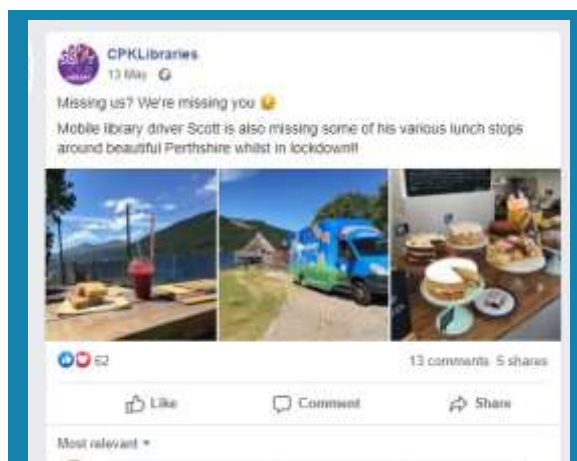 CPKLibraries
13 May
Missing us? We're missing you 😢
Mobile library driver Scott is also missing some of his various lunch stops
around beautiful Perthshire whilst in lockdown!!
62
13 comments 5 shares
Like Comment Share
Most relevant